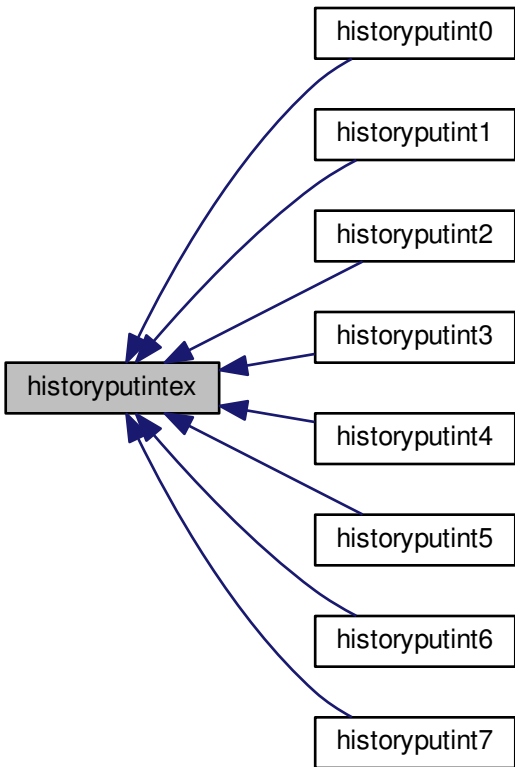 historyputint0
historyputint1
historyputint2
historyputint3
historyputintex
historyputint4
historyputint5
historyputint6
historyputint7